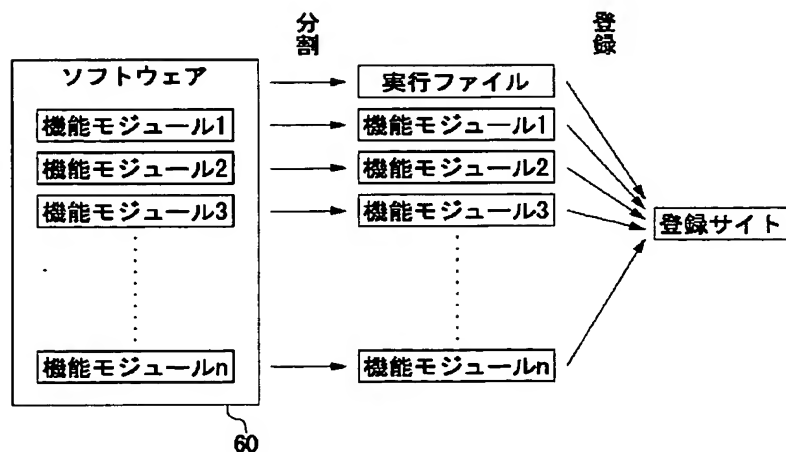 分割
登録
ソフトウェア
実行ファイル
機能モジュール1
機能モジュール1
機能モジュール2
機能モジュール2
機能モジュール3
機能モジュール3
登録サイト
機能モジュールn
機能モジュールn
60